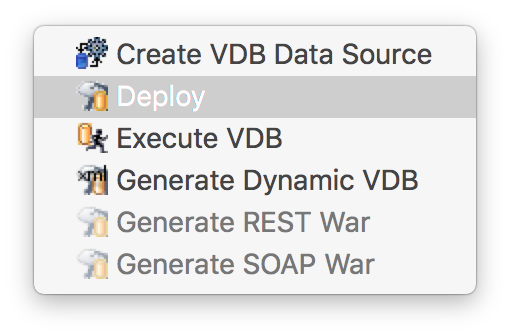 Create VDB Data Source
Deploy
Execute VDB
xml Generate Dynamic VDB
Generate REST War
Generate SOAP War